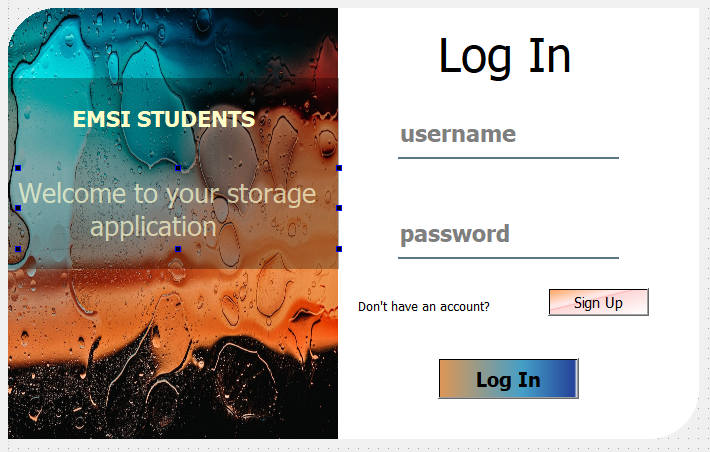 EMSI STUDENTS
Welcome to your storage
application
Log In
username
password
Don't have an account?
Sign Up
Log In